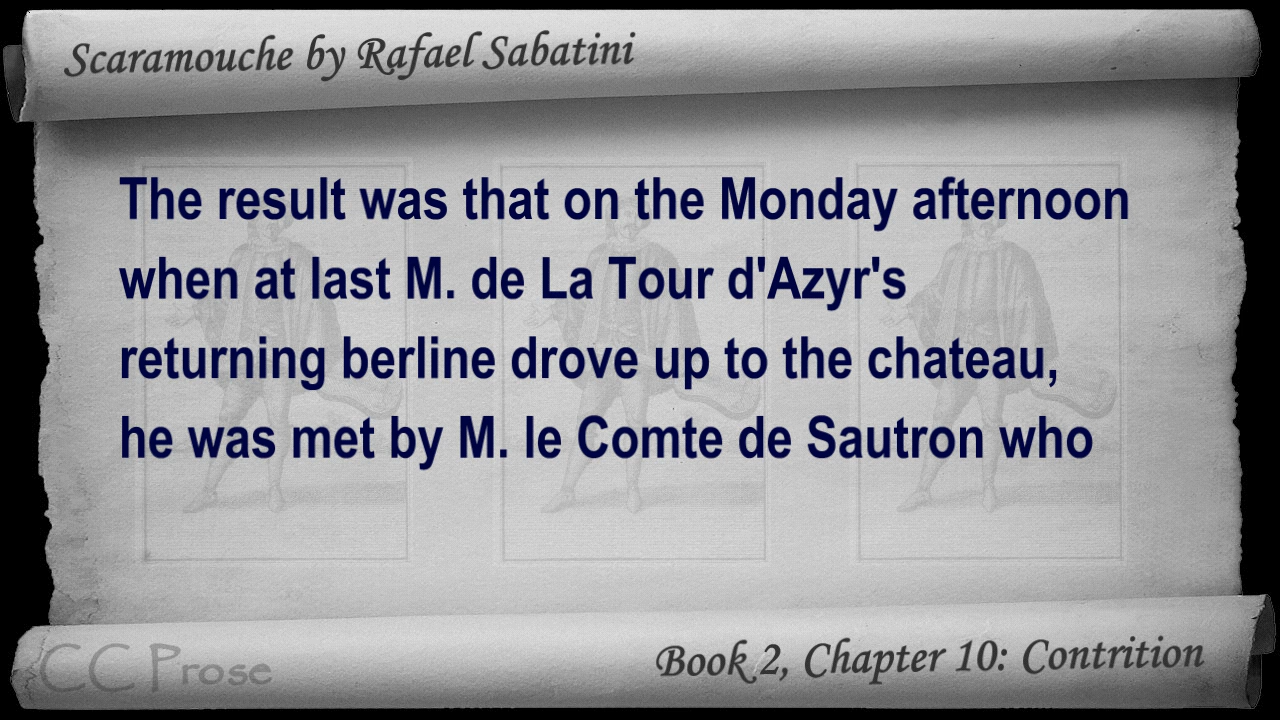 Scaramouche by Rafael Sabatini
The result was that on the Monday afternoon
when at last M. de La Tour d'Azyr's
returning berline drove up to the chateau,
he was met by M. le Comte de Sautron who
CC Prose
Book 2, Chapter 10: Contrition